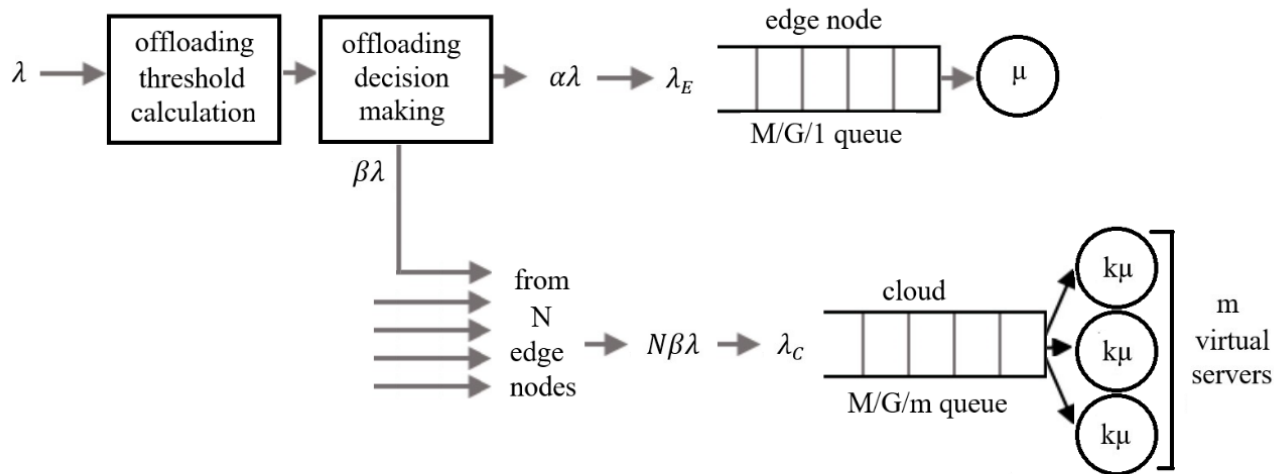 λ
offloading
threshold
calculation
offloading
decision
making
αλ
λ_E
edge node
M/G/1 queue
μ
βλ
from
N
edge
nodes
Nβλ
λ_C
cloud
M/G/m queue
kμ
kμ
kμ
m
virtual
servers